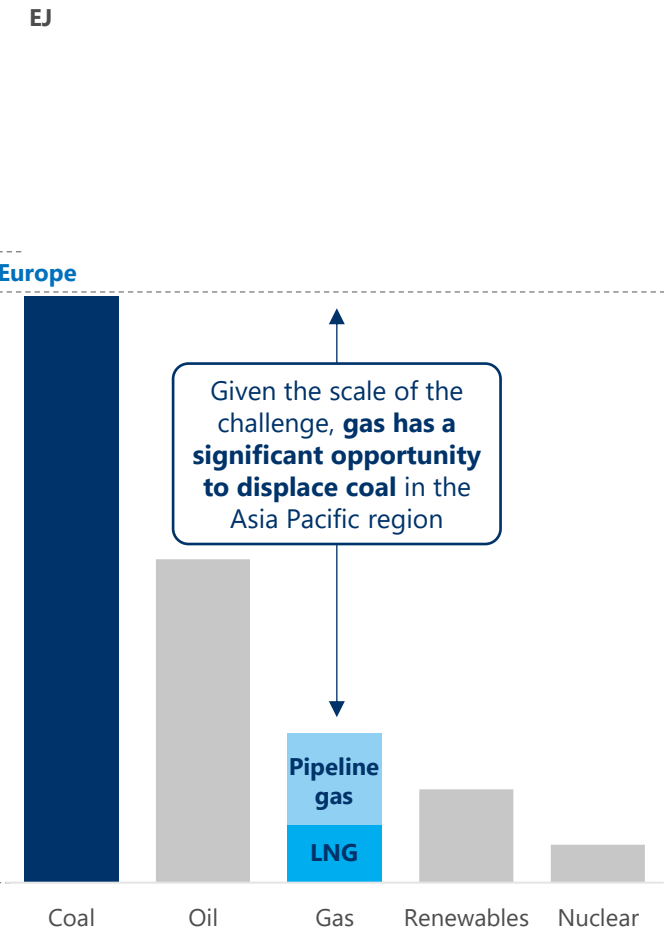 EJ
Europe
Given the scale of the
challenge, gas has a
significant opportunity
to displace coal in the
Asia Pacific region
Pipeline
gas
LNG
Coal
Oil
Gas
Renewables
Nuclear